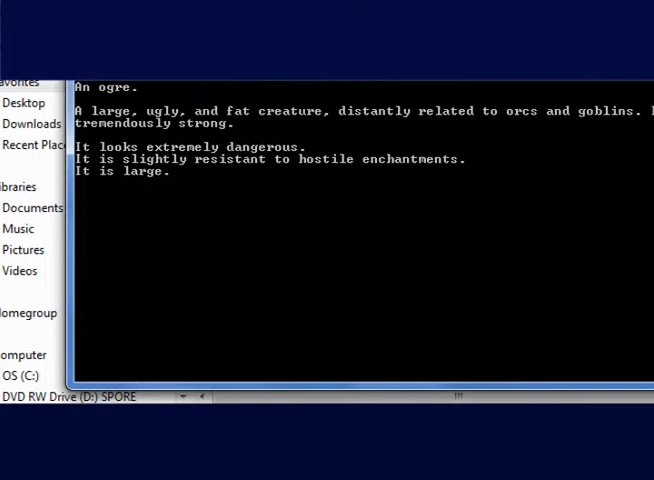 An ogre.
A large, ugly, and fat creature, distantly related to orcs and goblins.
tremendously strong.
It looks extremely dangerous.
It is slightly resistant to hostile enchantments.
It is large.
avorites
Desktop
Downloads
Recent Plac
ibraries
Documents
Music
Pictures
Videos
omegroup
omputer
OS (C:)
DVD RW Drive (D:) SPORE